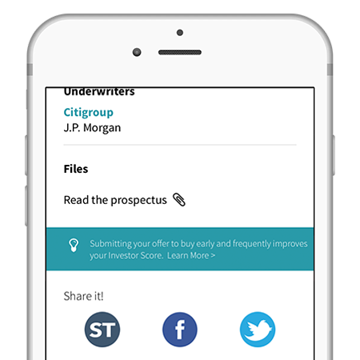 Underwriters
Citigroup
J.P. Morgan
Files
Read the prospectus
Submitting your offer to buy early and frequently improves
your Investor Score. Learn More >
Share it!
ST f